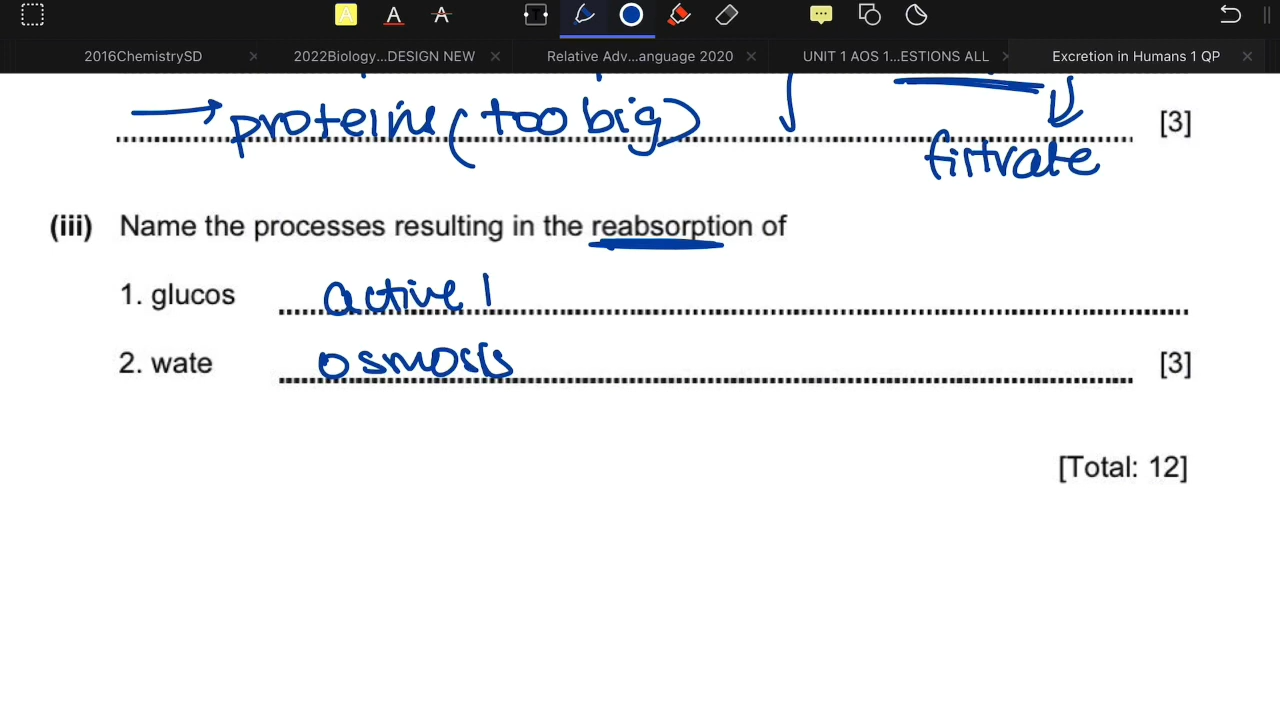 A A A T
2016ChemistrySD × 2022Biology...DESIGN NEW × Relative Adv...anguage 2020 × UNIT 1 AOS 1...ESTIONS ALL × Excretion in Humans 1 QP ×
→ proteins (too big) [3]
firtrate
(iii) Name the processes resulting in the reabsorption of
1. glucos active l
2. wate osmosis [3]
[Total: 12]